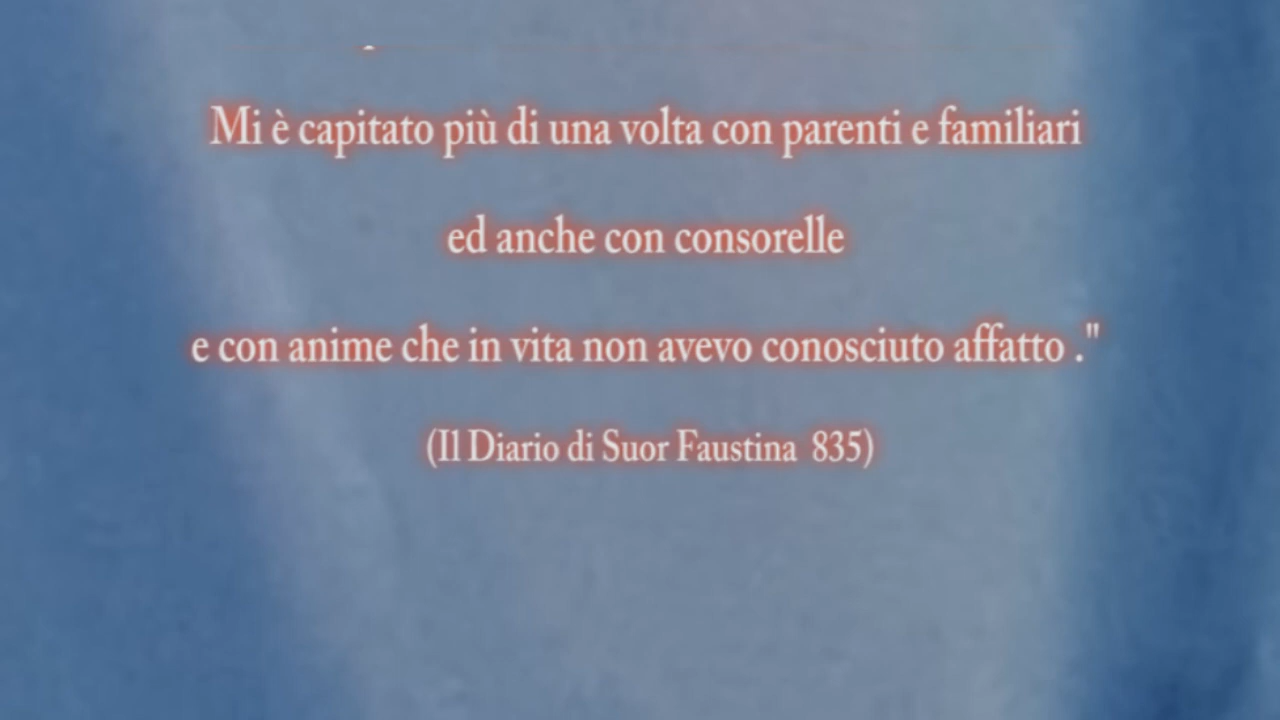 Mi è capitato più di una volta con parenti e familiari
ed anche con consorelle
e con anime che in vita non avevo conosciuto affatto ."
(Il Diario di Suor Faustina 835)